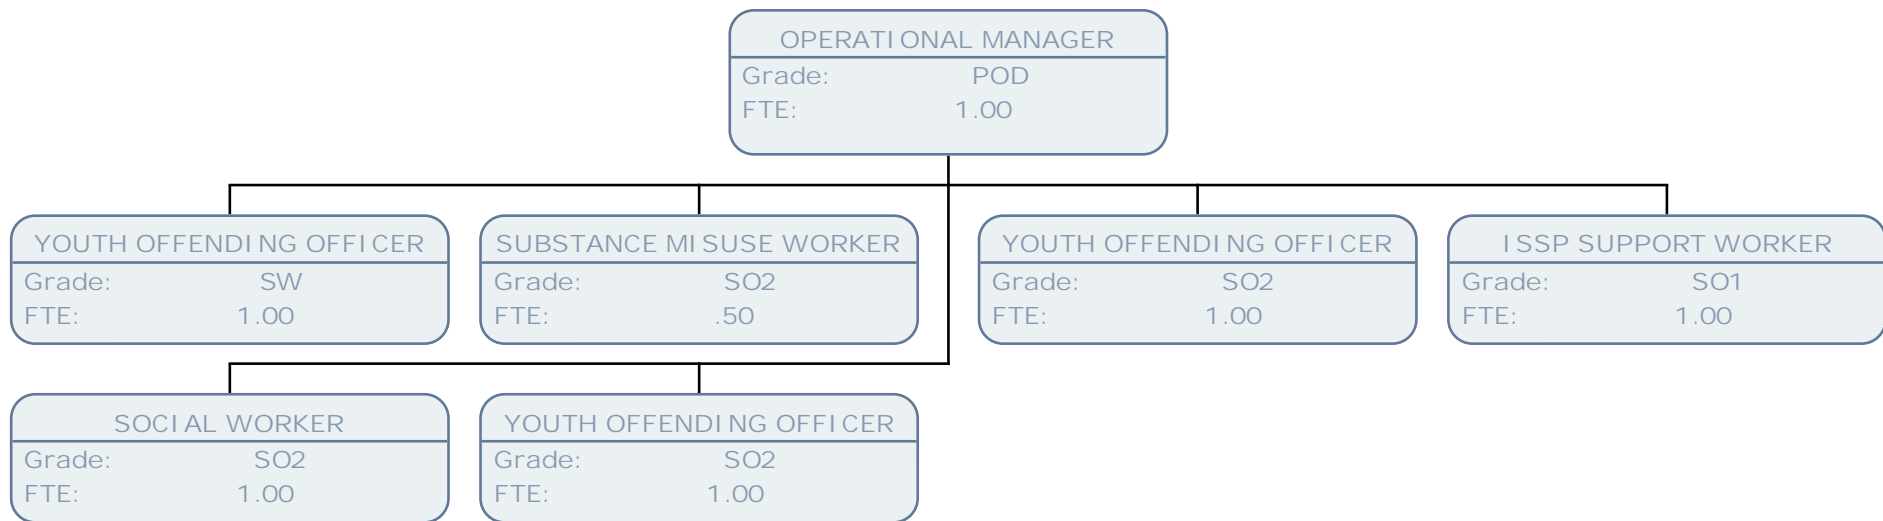 OPERATIONAL MANAGER
Grade: POD
FTE: 1.00
YOUTH OFFENDING OFFICER
Grade: SW
FTE: 1.00
SUBSTANCE MISUSE WORKER
Grade: SO2
FTE: .50
YOUTH OFFENDING OFFICER
Grade: SO2
FTE: 1.00
ISSP SUPPORT WORKER
Grade: SO1
FTE: 1.00
SOCIAL WORKER
Grade: SO2
FTE: 1.00
YOUTH OFFENDING OFFICER
Grade: SO2
FTE: 1.00